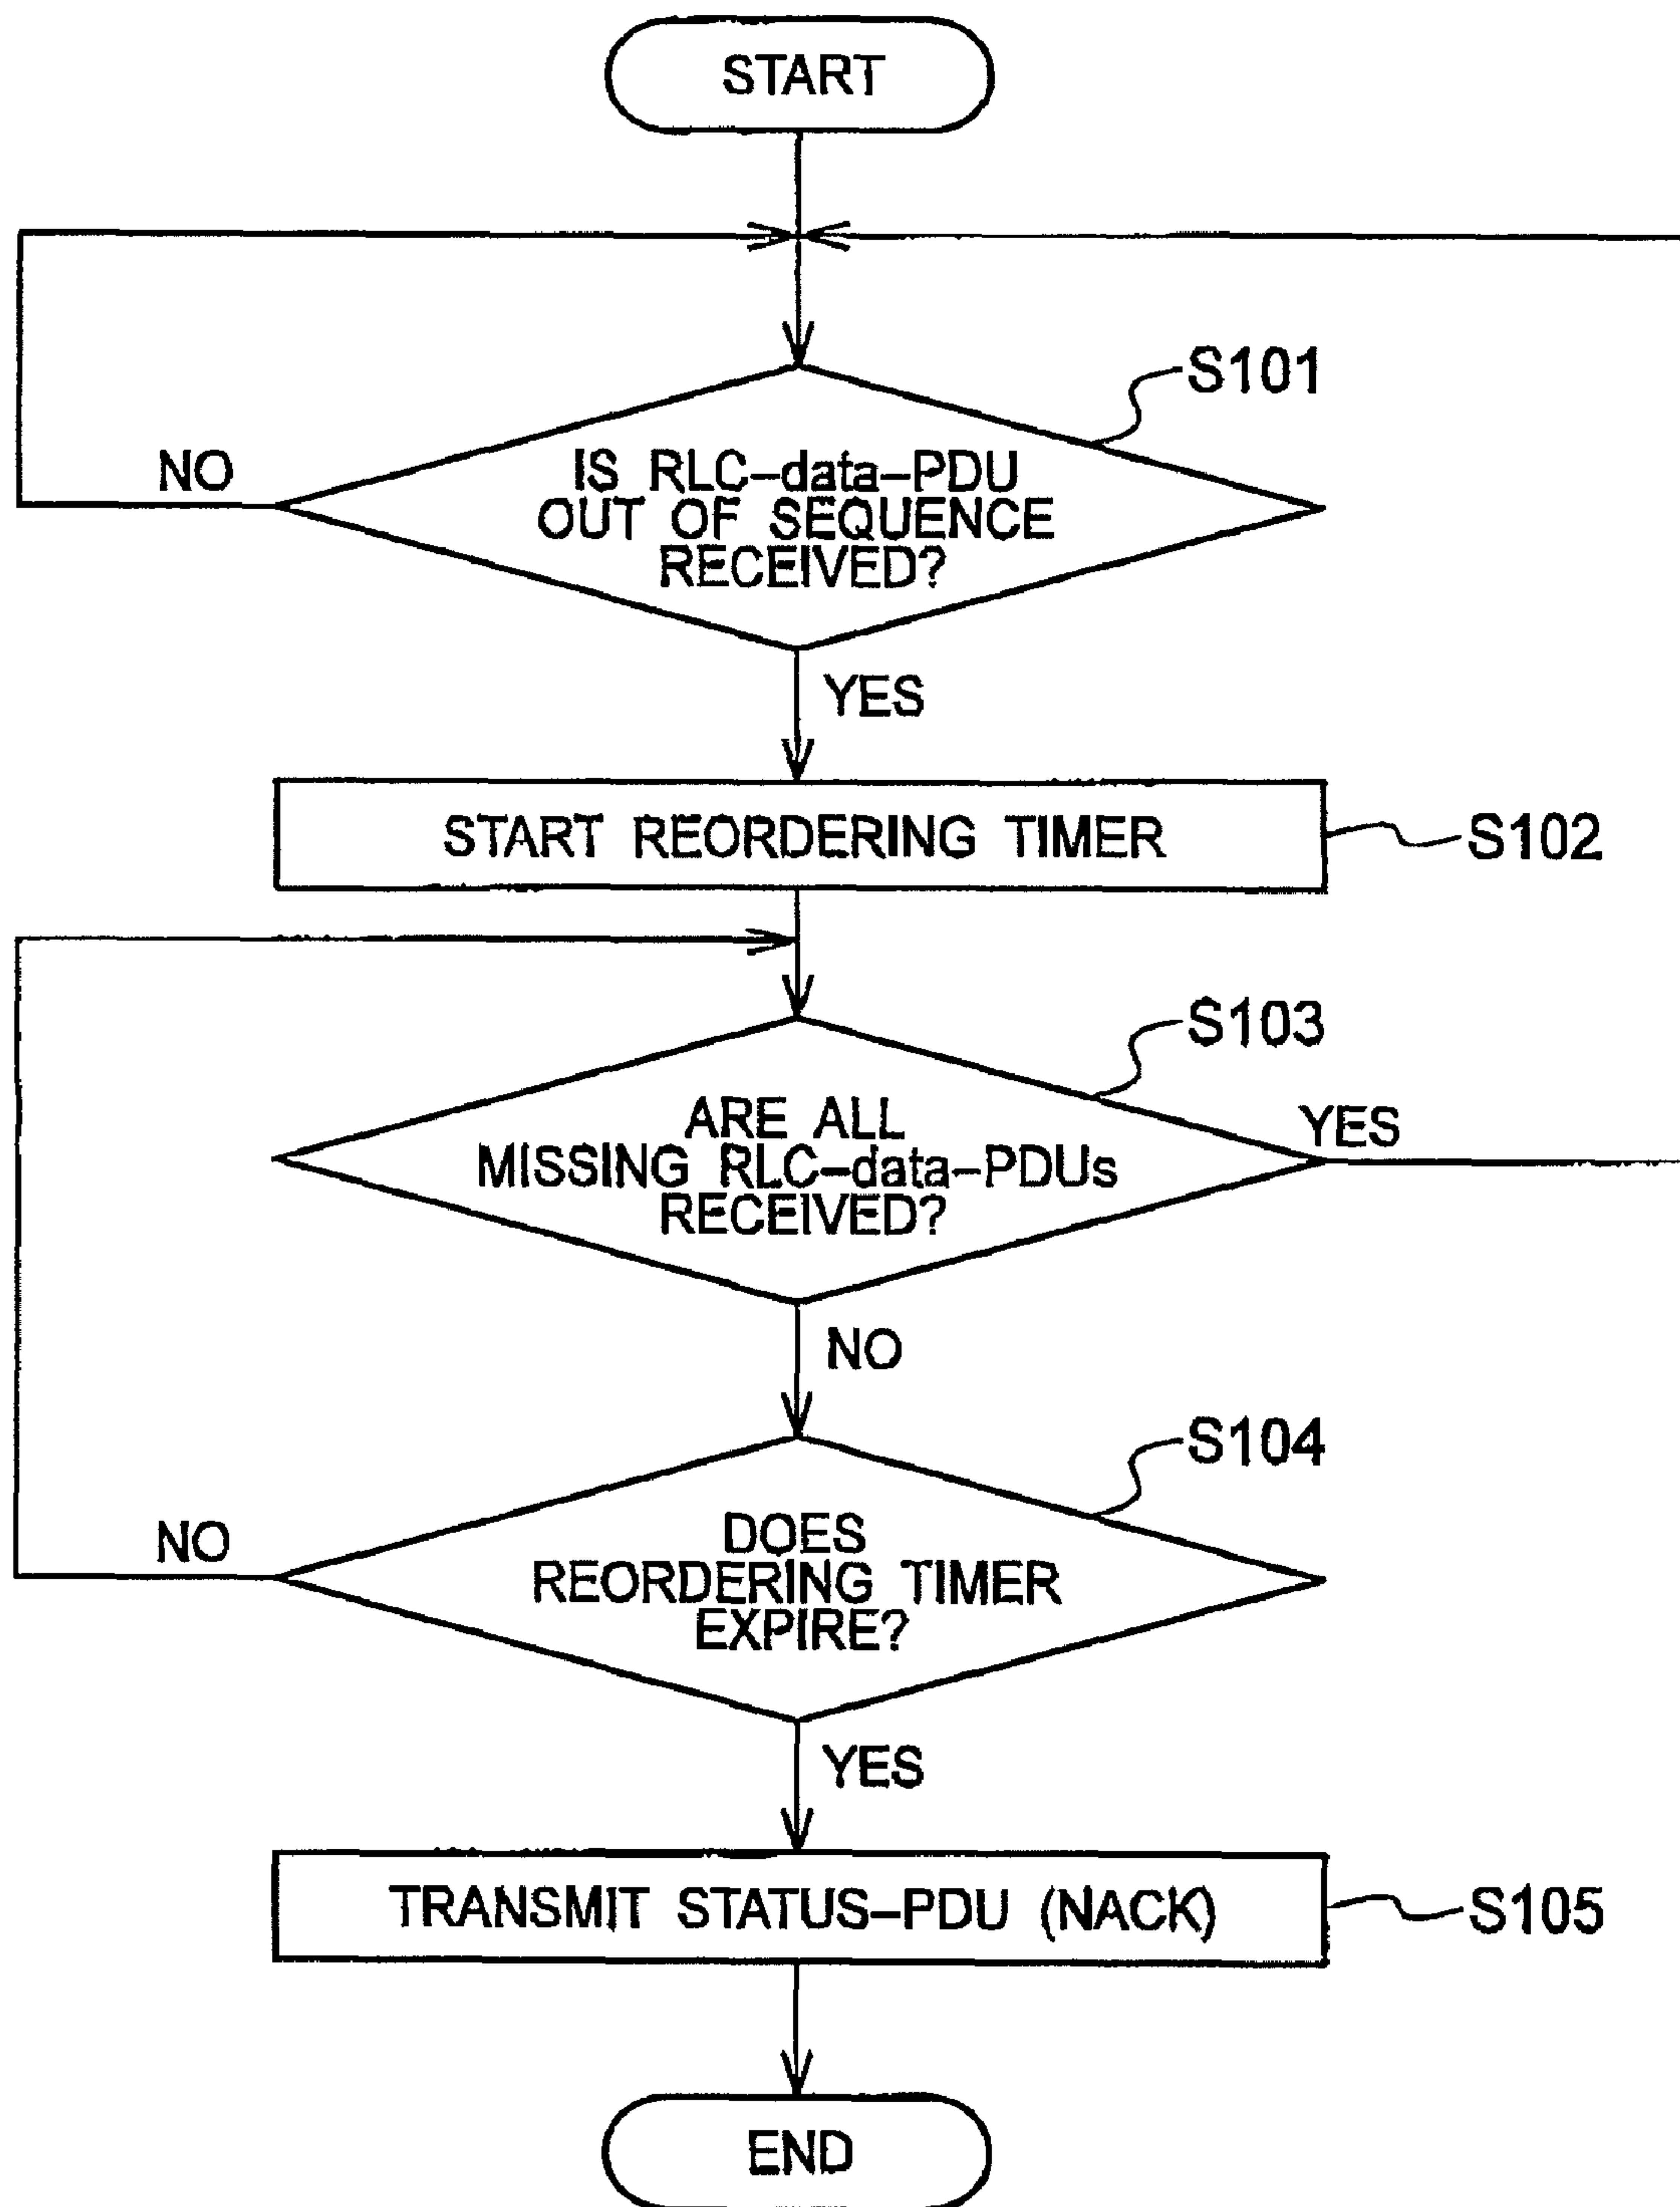 START
S101
NO
IS RLC-data-PDU
OUT OF SEQUENCE
RECEIVED?
YES
START REORDERING TIMER
S102
S103
ARE ALL
MISSING RLC-data-PDUs
RECEIVED?
YES
NO
S104
NO
DOES
REORDERING TIMER
EXPIRE?
YES
TRANSMIT STATUS-PDU (NACK)
S105
END